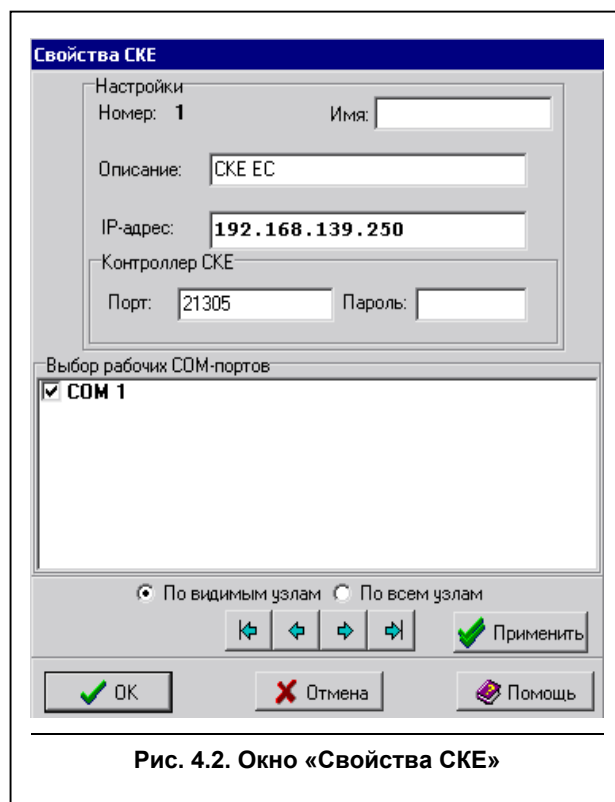 Свойства СКЕ
Настройки
Номер: 1 Имя:
Описание: СКЕ ЕС
IP-адрес: 192.168.139.250
Контроллер СКЕ
Порт: 21305 Пароль:
Выбор рабочих COM-портов
COM 1
По видимым узлам По всем узлам
Применить
OK Отмена Помощь
Рис. 4.2. Окно «Свойства СКЕ»